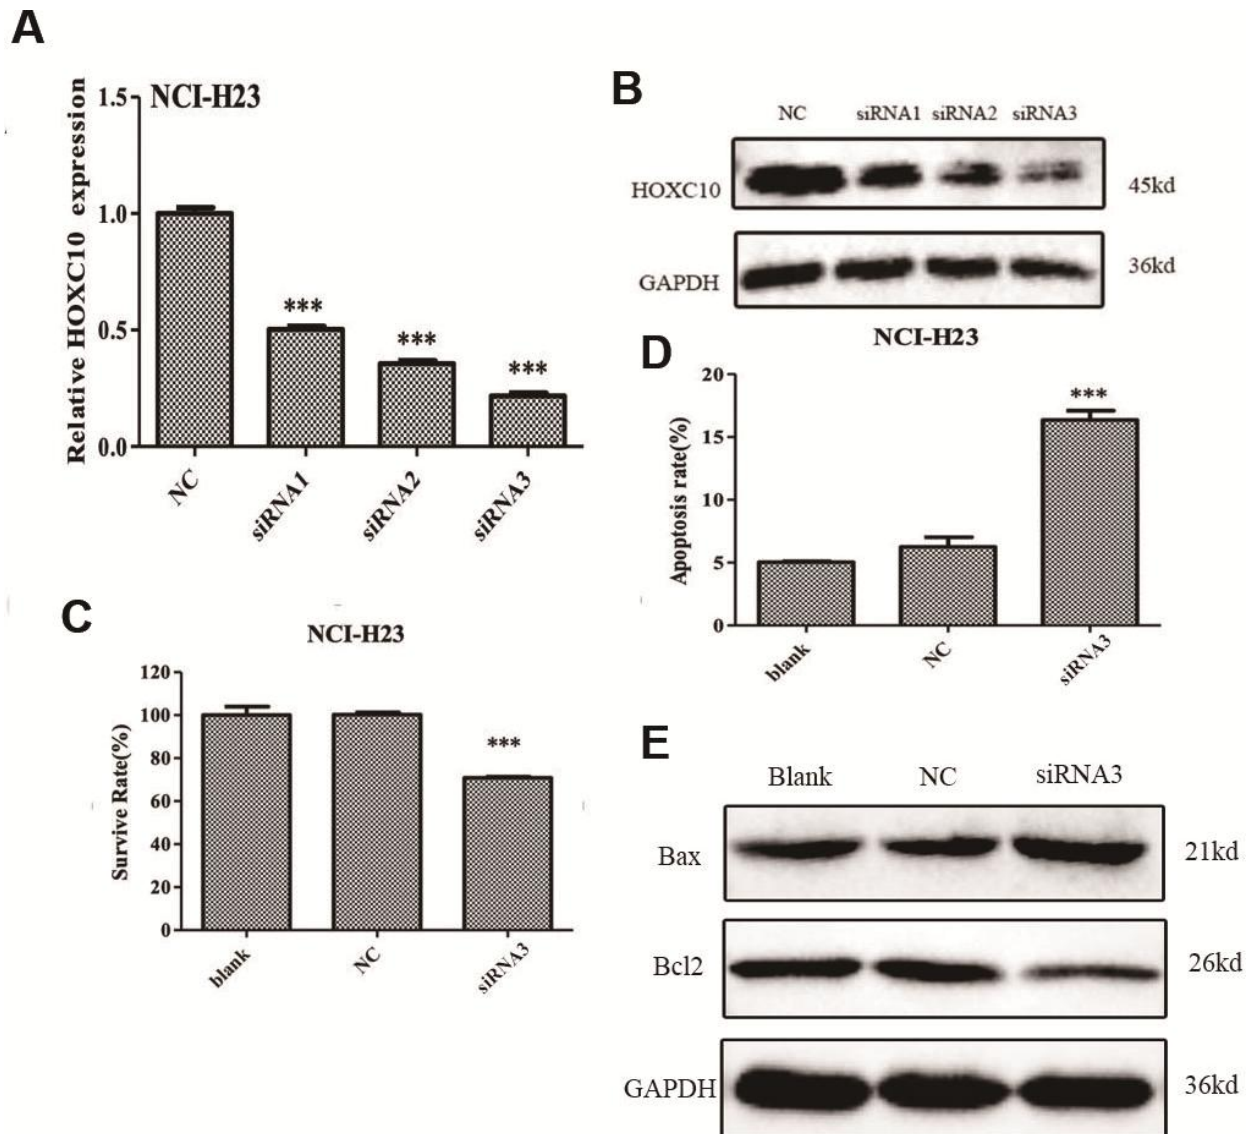 A
NCI-H23
Relative HOXC10 expression
1.5
1.0
0.5
0.0
***
***
***
NC
siRNA1
siRNA2
siRNA3
B
NC siRNA1 siRNA2 siRNA3
HOXC10 45kd
GAPDH 36kd
C
NCI-H23
Survive Rate(%)
120
100
80
60
40
20
0
***
blank
NC
siRNA3
D
NCI-H23
Apoptosis rate(%)
20
15
10
5
0
***
blank
NC
siRNA3
E
Blank NC siRNA3
Bax 21kd
Bcl2 26kd
GAPDH 36kd